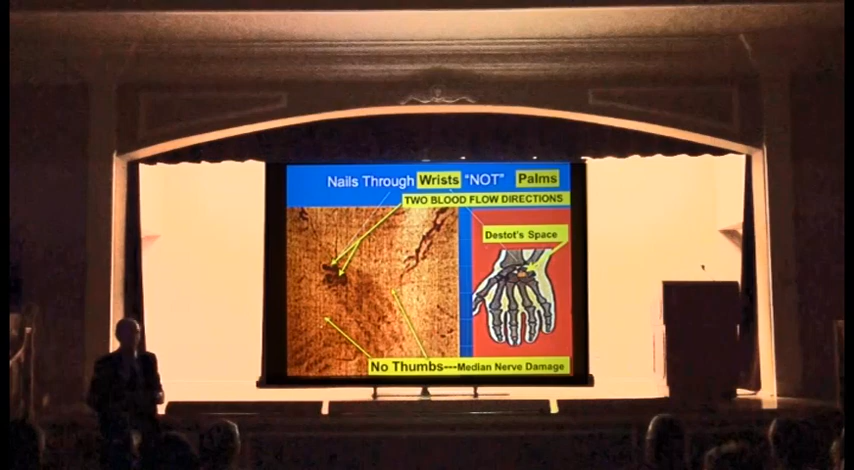 Nails Through Wrists "NOT" Palms
TWO BLOOD FLOW DIRECTIONS
Destot's Space
No Thumbs---Median Nerve Damage